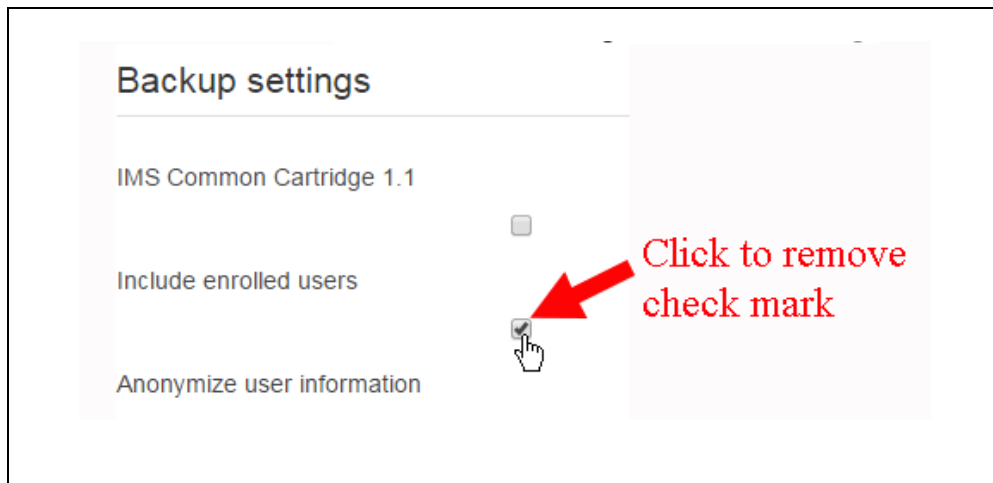 Backup settings
IMS Common Cartridge 1.1
Include enrolled users
Click to remove
check mark
Anonymize user information